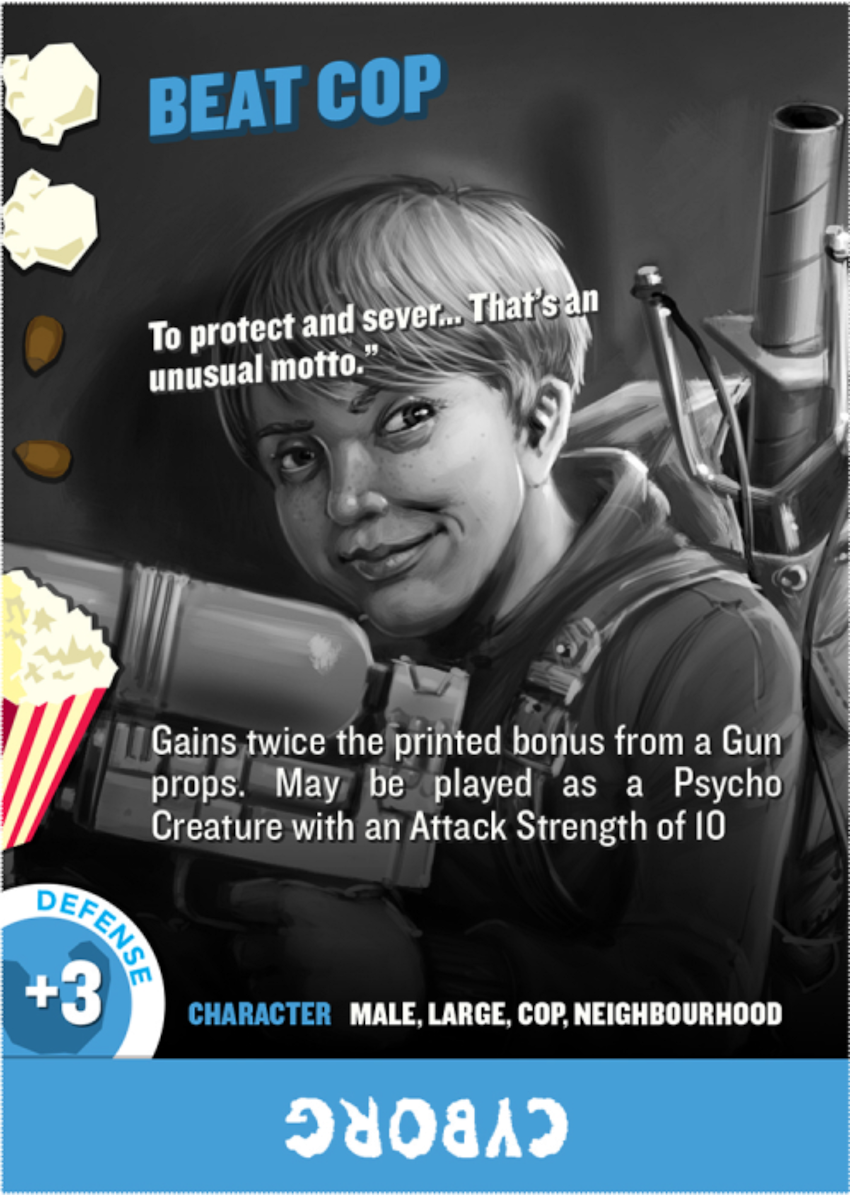 BEAT COP
To protect and sever... That's an
unusual motto.”
Gains twice the printed bonus from a Gun
props. May be played as a Psycho
Creature with an Attack Strength of 10
DEFENSE
+3
CHARACTER MALE, LARGE, COP, NEIGHBOURHOOD
CYBORG